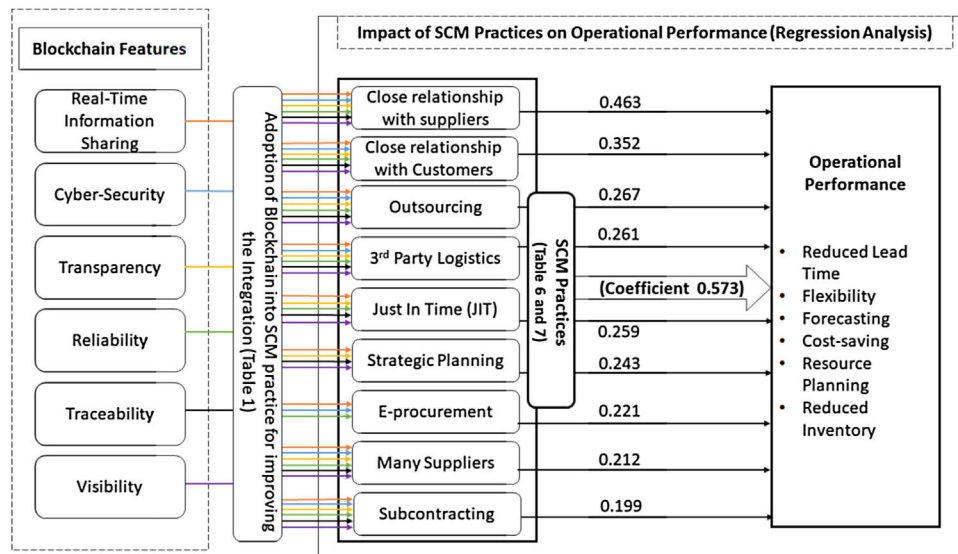 Blockchain Features
Real-Time
Information
Sharing
Cyber-Security
Transparency
Reliability
Traceability
Visibility
Adoption of Blockchain into SCM practice for improving
the Integration (Table 1)
Impact of SCM Practices on Operational Performance (Regression Analysis)
Close relationship
with suppliers
Close relationship
with Customers
Outsourcing
3rd Party Logistics
Just In Time (JIT)
Strategic Planning
E-procurement
Many Suppliers
Subcontracting
SCM Practices
(Table 6 and 7)
0.463
0.352
0.267
0.261
(Coefficient 0.573)
0.259
0.243
0.221
0.212
0.199
Operational
Performance
• Reduced Lead
Time
• Flexibility
• Forecasting
• Cost-saving
• Resource
Planning
• Reduced
Inventory